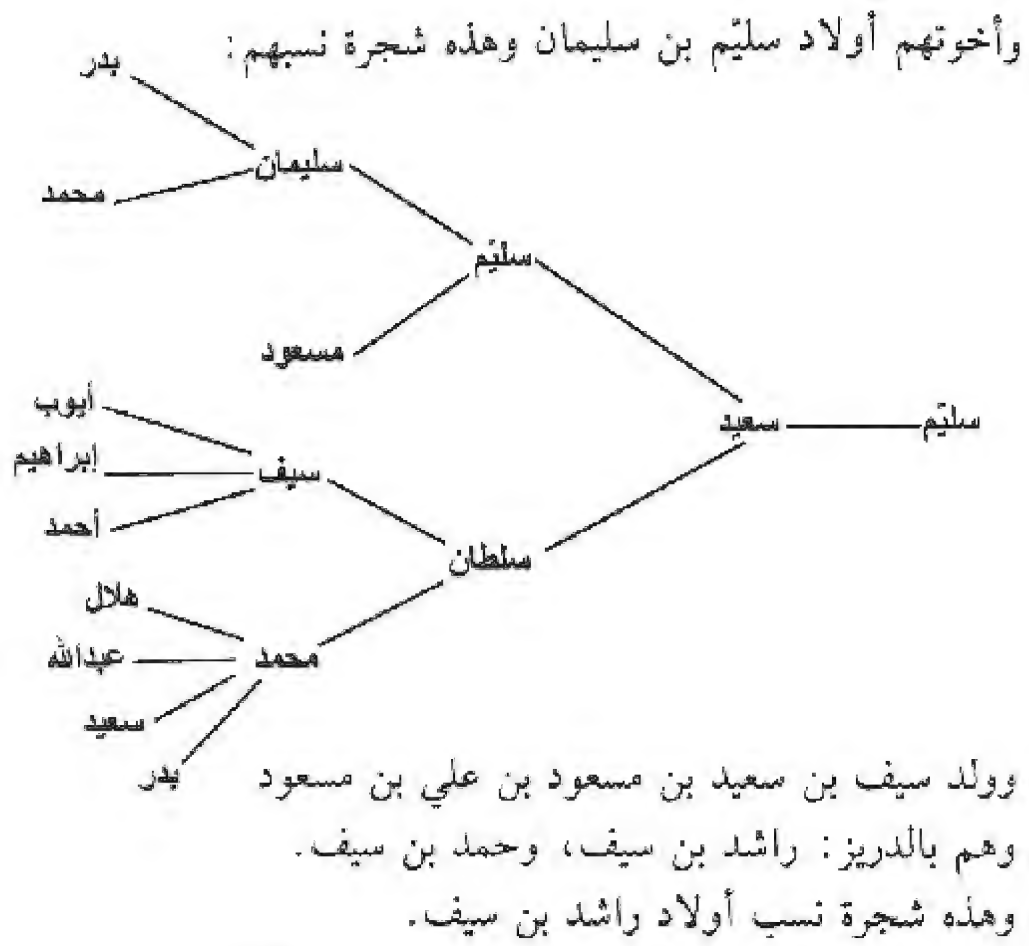 وأخوتهم أولاد سليّم بن سليمان وهذه شجرة نسبهم:
بدر
سليمان
محمد
سليّم
مسعود
أيوب
سليّم
سعيد
إبراهيم
سيف
أحمد
سلطان
هلال
عبدالله
محمد
سعيد
بدر
وولد سيف بن سعيد بن مسعود بن علي بن مسعود
وهم بالدريز: راشد بن سيف، وحمد بن سيف.
وهذه شجرة نسب أولاد راشد بن سيف.